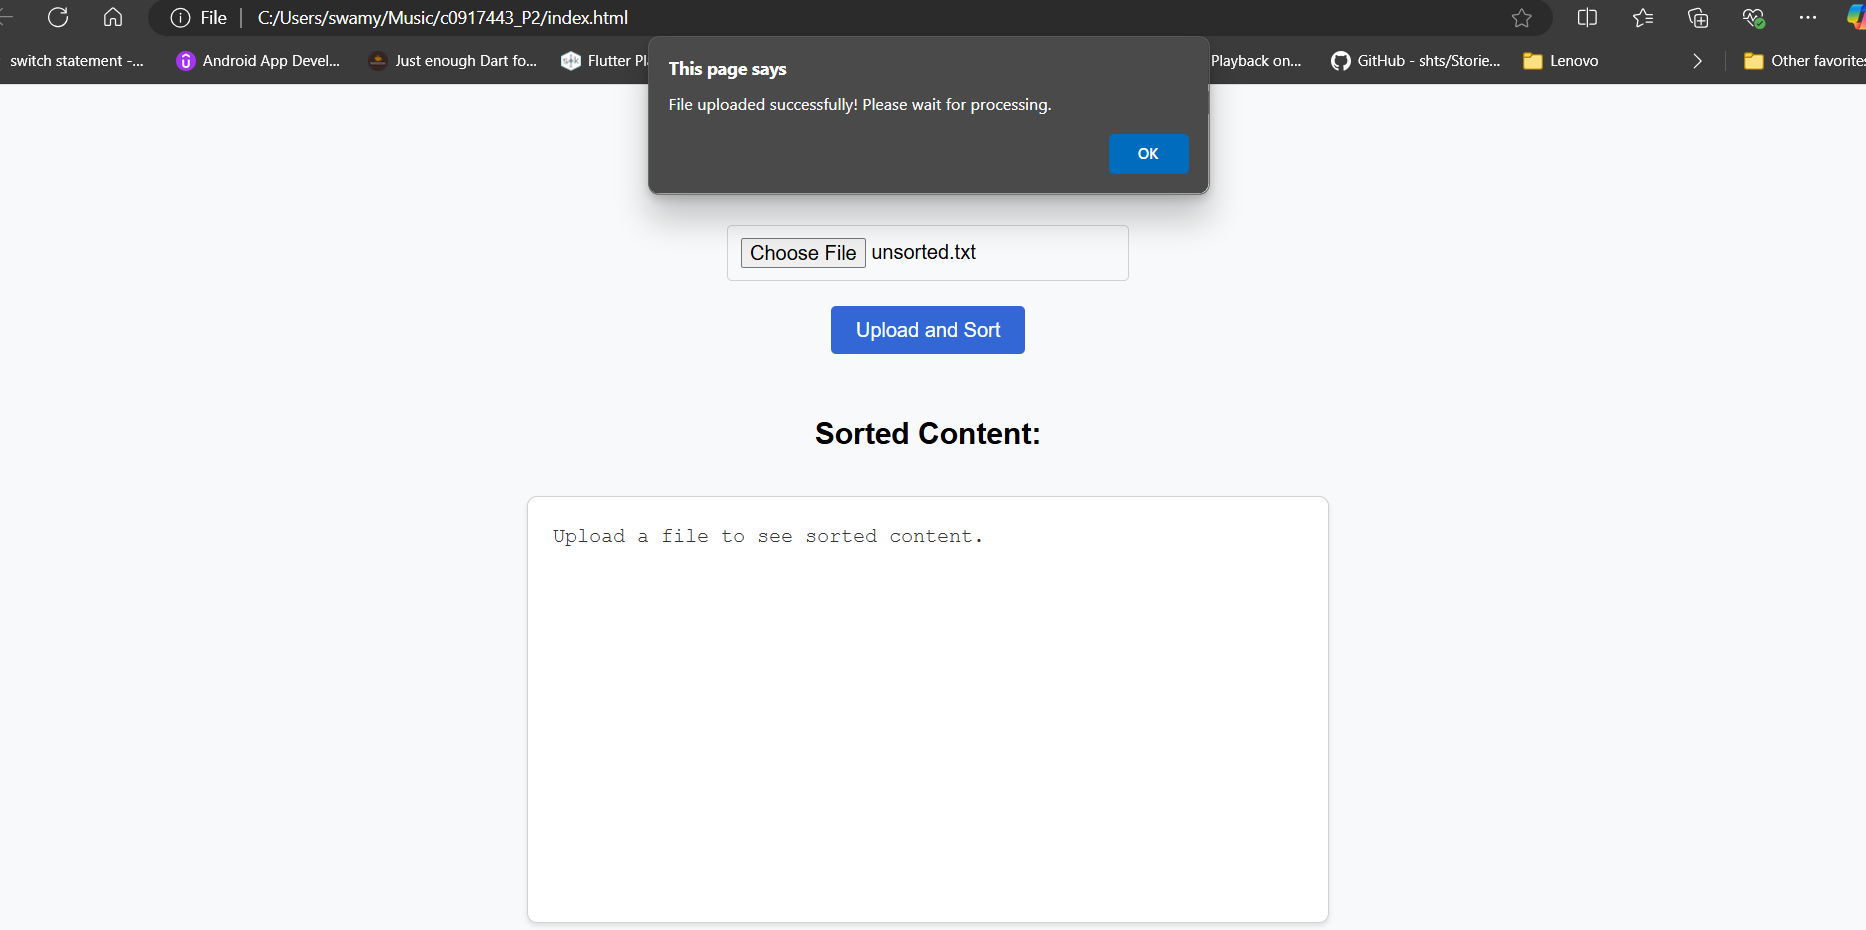 File | C:/Users/swamy/Music/c0917443_P2/index.html
switch statement -... Android App Devel... Just enough Dart fo... Flutter Pl Playback on... GitHub - shts/Storie... Lenovo Other favorites
This page says
File uploaded successfully! Please wait for processing.
OK
Choose File unsorted.txt
Upload and Sort
Sorted Content:
Upload a file to see sorted content.